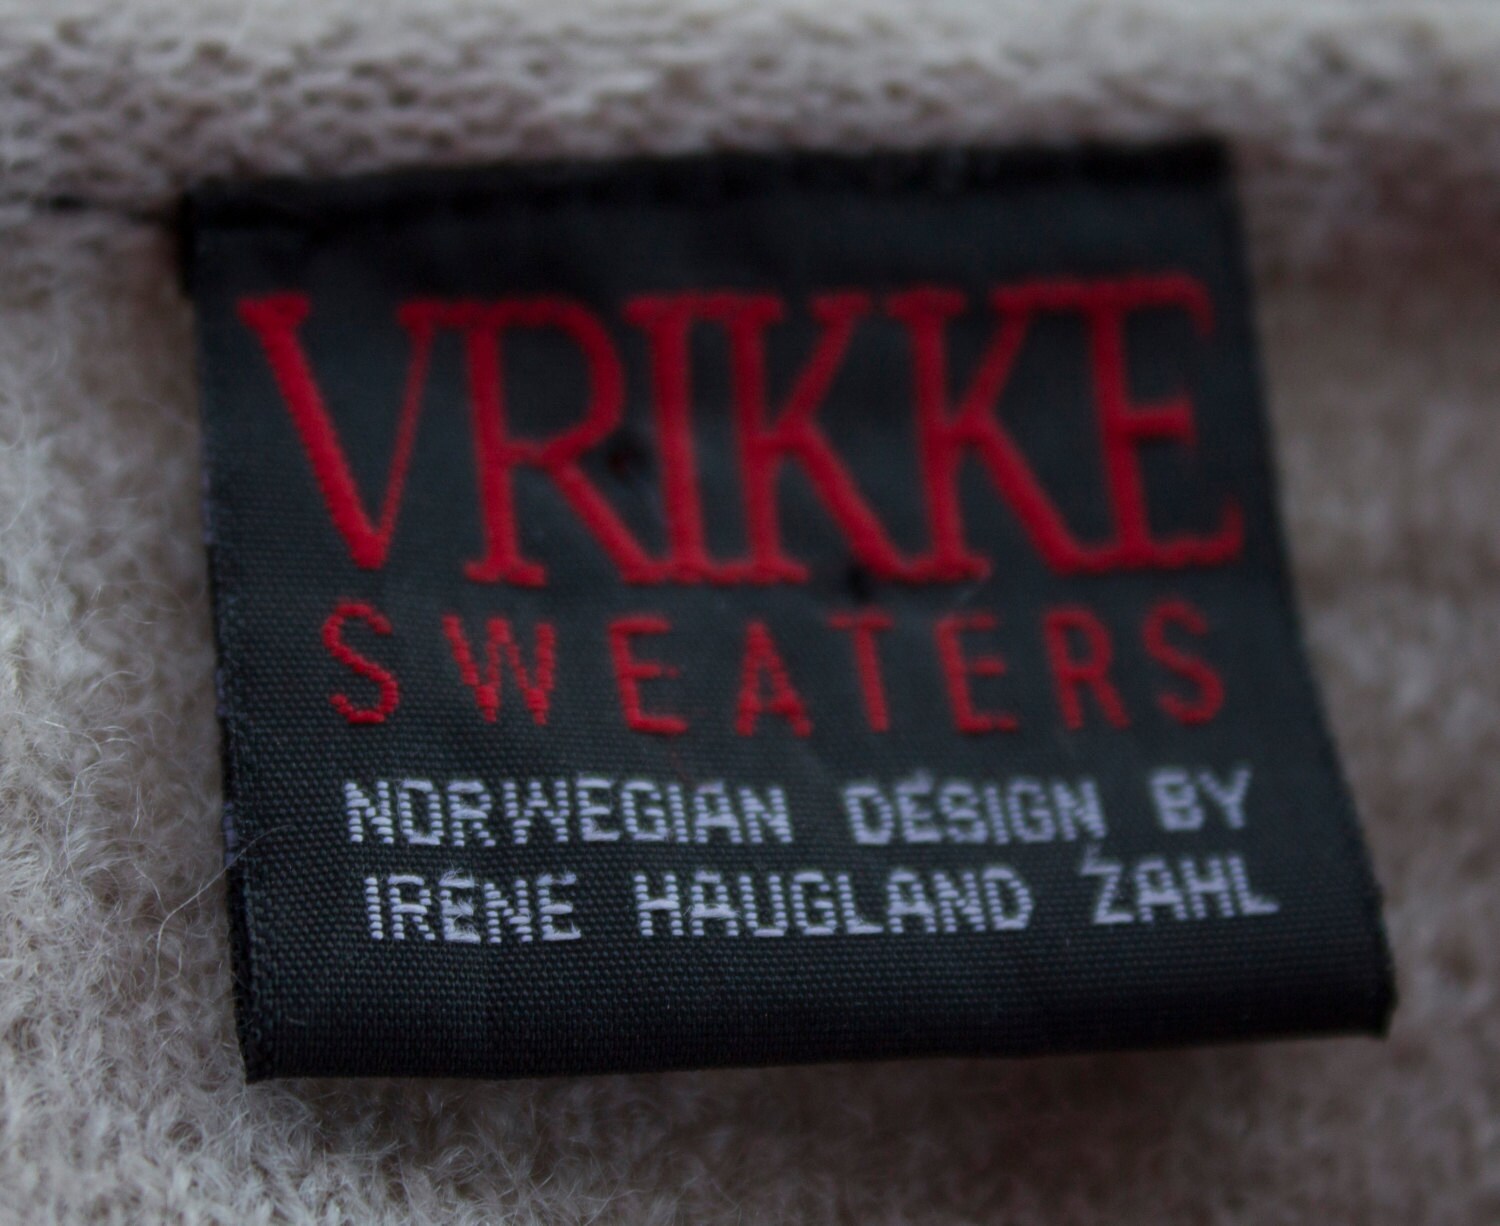 VRIKKE
SWEATERS
NORWEGIAN DESIGN BY
IRENE HAUGLAND ZAHL